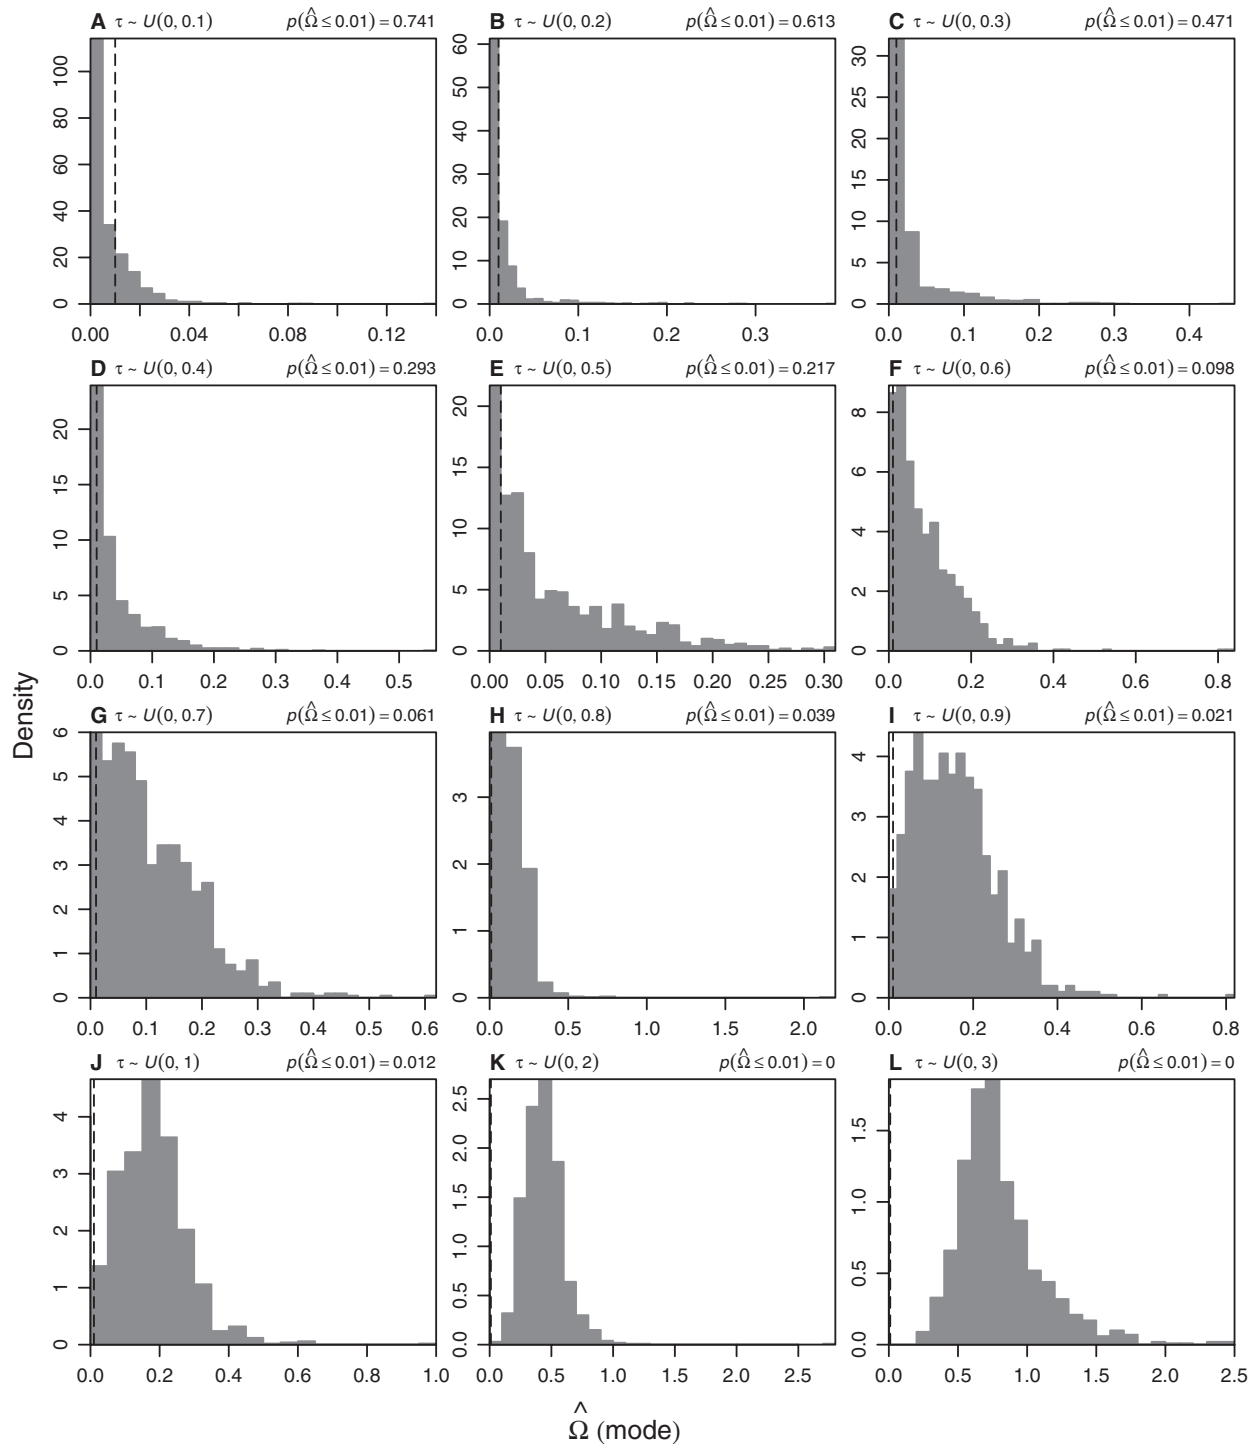 A τ ~ U(0, 0.1) p(Ω̂ ≤ 0.01) = 0.741
B τ ~ U(0, 0.2) p(Ω̂ ≤ 0.01) = 0.613
C τ ~ U(0, 0.3) p(Ω̂ ≤ 0.01) = 0.471
0 20 40 60 80 100
0.00 0.04 0.08 0.12
0 10 20 30 40 50 60
0.0 0.1 0.2 0.3
0 5 10 15 20 25 30
0.0 0.1 0.2 0.3 0.4
D τ ~ U(0, 0.4) p(Ω̂ ≤ 0.01) = 0.293
E τ ~ U(0, 0.5) p(Ω̂ ≤ 0.01) = 0.217
F τ ~ U(0, 0.6) p(Ω̂ ≤ 0.01) = 0.098
0 5 10 15 20
0.0 0.1 0.2 0.3 0.4 0.5
0 5 10 15 20
0.00 0.05 0.10 0.15 0.20 0.25 0.30
0 2 4 6 8
0.0 0.2 0.4 0.6 0.8
Density
G τ ~ U(0, 0.7) p(Ω̂ ≤ 0.01) = 0.061
H τ ~ U(0, 0.8) p(Ω̂ ≤ 0.01) = 0.039
I τ ~ U(0, 0.9) p(Ω̂ ≤ 0.01) = 0.021
0 1 2 3 4 5 6
0.0 0.1 0.2 0.3 0.4 0.5 0.6
0 1 2 3
0.0 0.5 1.0 1.5 2.0
0 1 2 3 4
0.0 0.2 0.4 0.6 0.8
J τ ~ U(0, 1) p(Ω̂ ≤ 0.01) = 0.012
K τ ~ U(0, 2) p(Ω̂ ≤ 0.01) = 0
L τ ~ U(0, 3) p(Ω̂ ≤ 0.01) = 0
0 1 2 3 4
0.0 0.2 0.4 0.6 0.8 1.0
0.0 0.5 1.0 1.5 2.0 2.5
0.0 0.5 1.0 1.5 2.0 2.5
0.0 0.5 1.0 1.5
0.0 0.5 1.0 1.5 2.0 2.5
Ω̂ (mode)